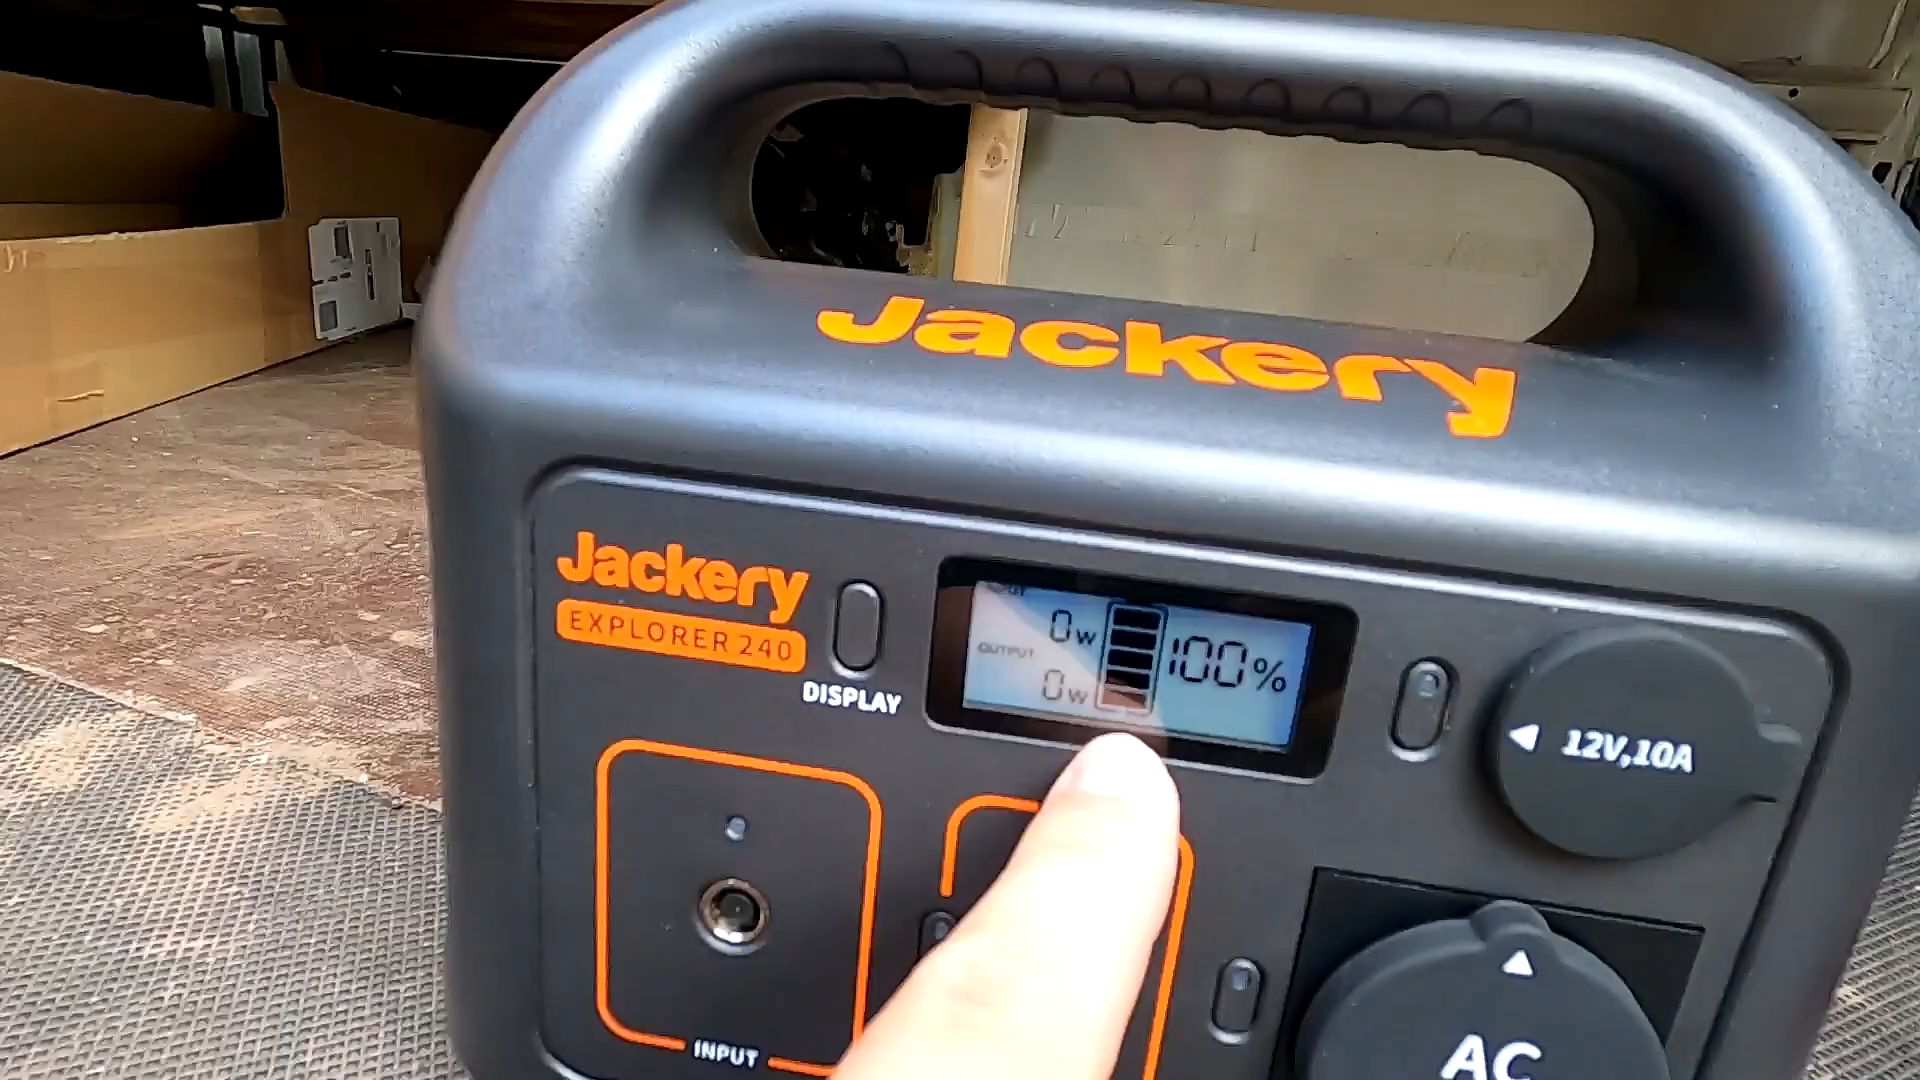 Jackery
Jackery
EXPLORER 240
DISPLAY
0w
OUTPUT
0w
100%
12V,10A
INPUT
AC